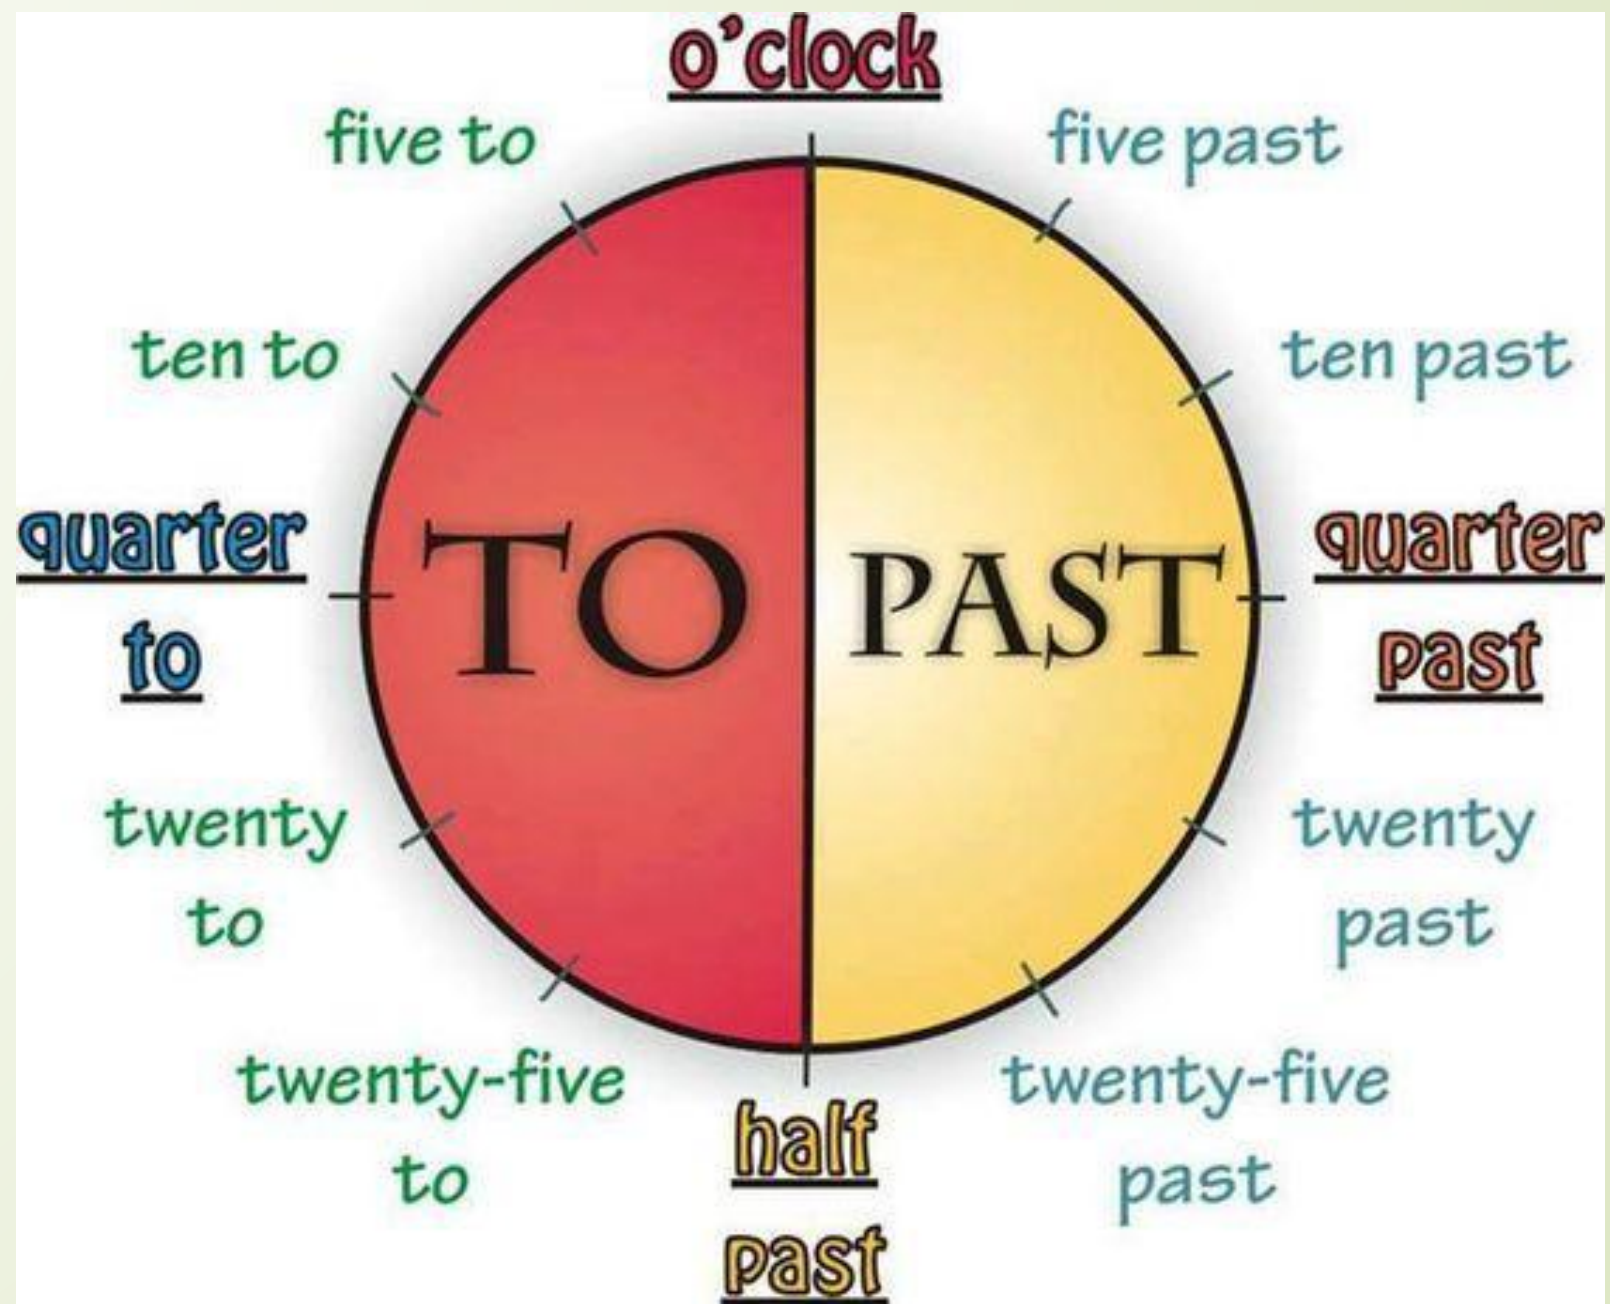 o'clock
five to
five past
ten to
ten past
quarter
to
TO
PAST
quarter
past
twenty
to
twenty
past
twenty-five
to
half
past
twenty-five
past